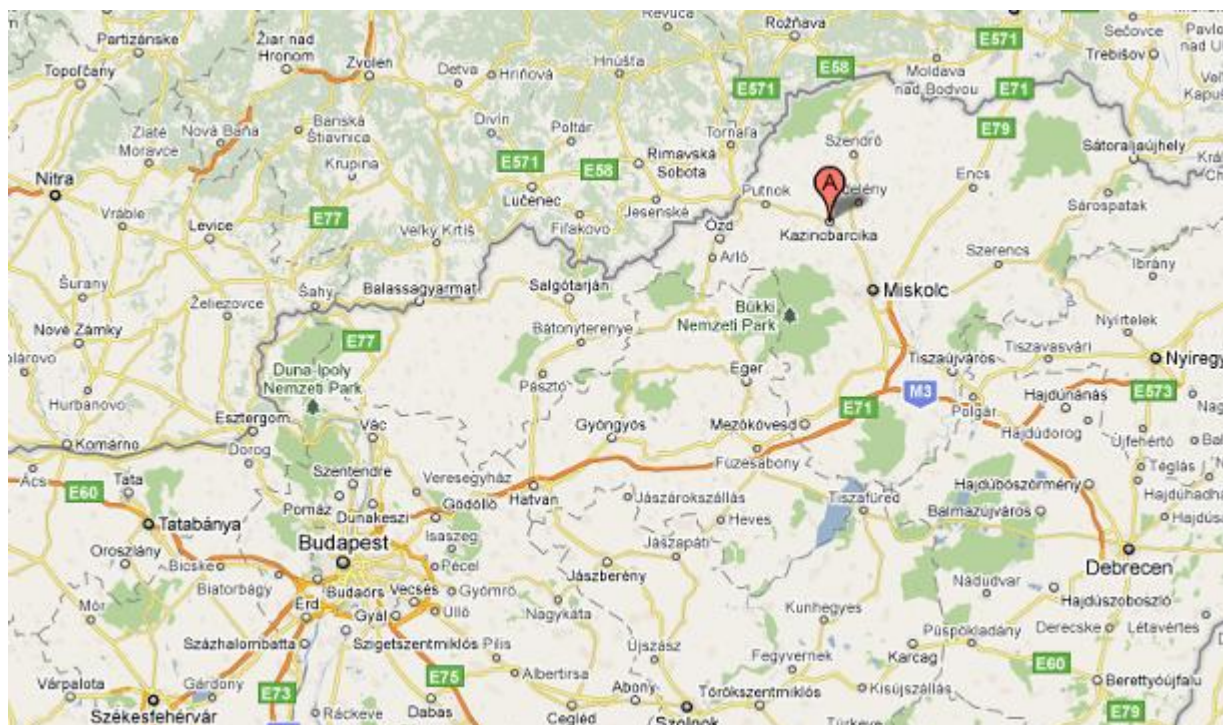 Revúca
Rožňava
E571
Sečovce
Partizánske
Žiar nad
Hronom
Zvolen
Detva
Hriňová
Hnúšťa
E58
Trebišov
Topoľčany
E571
Moldava
nad Bodvou
E71
Banská
Štiavnica
Divín
Poltár
Tornaľa
E79
Zlaté
Moravce
Nová Baňa
Szendrő
Sátoraljaújhely
Krupina
E571
E58
Rimavská
Sobota
Nitra
Lučenec
Putnok
A
Encs
Sárospatak
Vráble
Levice
E77
Jesenské
Fiľakovo
Veľký Krtíš
Ózd
Kazincbarcika
Arló
Szerencs
Ibrány
Šurany
Šahy
Balassagyarmat
Salgótarján
Miskolc
Želiezovce
Bükki
Nemzeti Park
Nové Zámky
Bátonyterenye
Nyírtelek
E77
Tiszaújváros
Tiszavasvári
Duna-Ipoly
Nemzeti Park
Pásztó
Eger
M3
E573
Hurbanovo
Polgár
Hajdúnánás
E71
Esztergom
Vác
Gyöngyös
Mezőkövesd
Hajdúdorog
Újfehértó
Komárno
Dorog
Füzesabony
Ács
Tata
E60
Szentendre
Veresegyház
Hatvan
Téglás
Jászárokszállás
Tiszafüred
Hajdúböszörmény
Pomáz
Dunakeszi
Gödöllő
Heves
Balmazújváros
Tatabánya
Budapest
Isaszeg
Oroszlány
Bicske
Pécel
Jászapáti
Debrecen
Biatorbágy
Budaörs
Vecsés
Gyömrő
Jászberény
Nádudvar
Hajdúszoboszló
Mór
Érd
Gyál
Üllő
Nagykáta
Kunhegyes
Százhalombatta
Szigetszentmiklós
Pilis
Püspökladány
Derecske
Létavértes
Újszász
Karcag
Fegyvernek
E60
Várpalota
Gárdony
E73
E75
Albertirsa
Abony
Törökszentmiklós
Kisújszállás
Berettyóújfalu
Székesfehérvár
Ráckeve
Dabas
Cegléd
Szolnok
E79